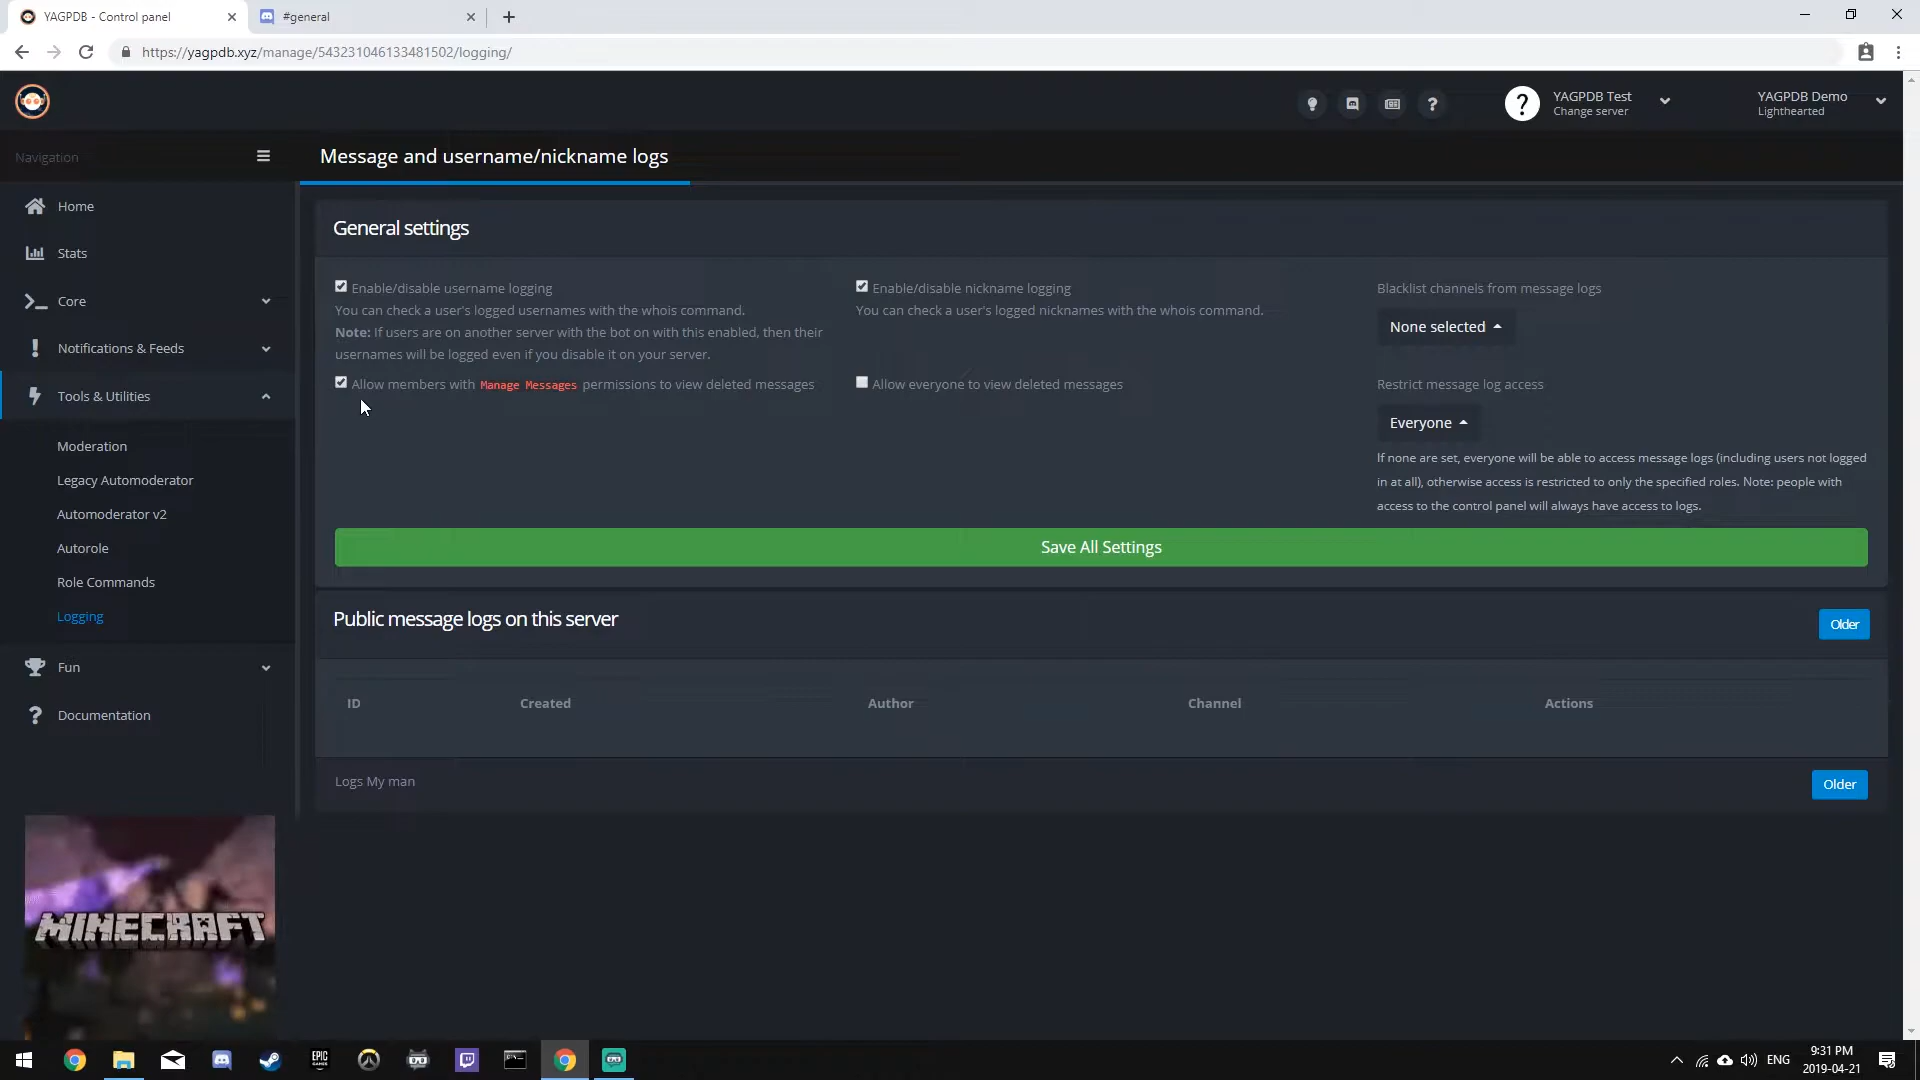 YAGPDB - Control panel
#general
https://yagpdb.xyz/manage/543231046133481502/logging/
YAGPDB Test
Change server
YAGPDB Demo
Lighthearted
Navigation
Message and username/nickname logs
Home
Stats
Core
Notifications & Feeds
Tools & Utilities
Moderation
Legacy Automoderator
Automoderator v2
Autorole
Role Commands
Logging
Fun
Documentation
General settings
Enable/disable username logging
You can check a user's logged usernames with the whois command.
Note: If users are on another server with the bot on with this enabled, then their
usernames will be logged even if you disable it on your server.
Allow members with Manage Messages permissions to view deleted messages
Enable/disable nickname logging
You can check a user's logged nicknames with the whois command.
Allow everyone to view deleted messages
Blacklist channels from message logs
None selected
Restrict message log access
Everyone
If none are set, everyone will be able to access message logs (including users not logged
in at all), otherwise access is restricted to only the specified roles. Note: people with
access to the control panel will always have access to logs.
Save All Settings
Public message logs on this server
Older
ID Created Author Channel Actions
Logs My man
Older
MINECRAFT
EPIC
GAMES
ENG
9:31 PM
2019-04-21